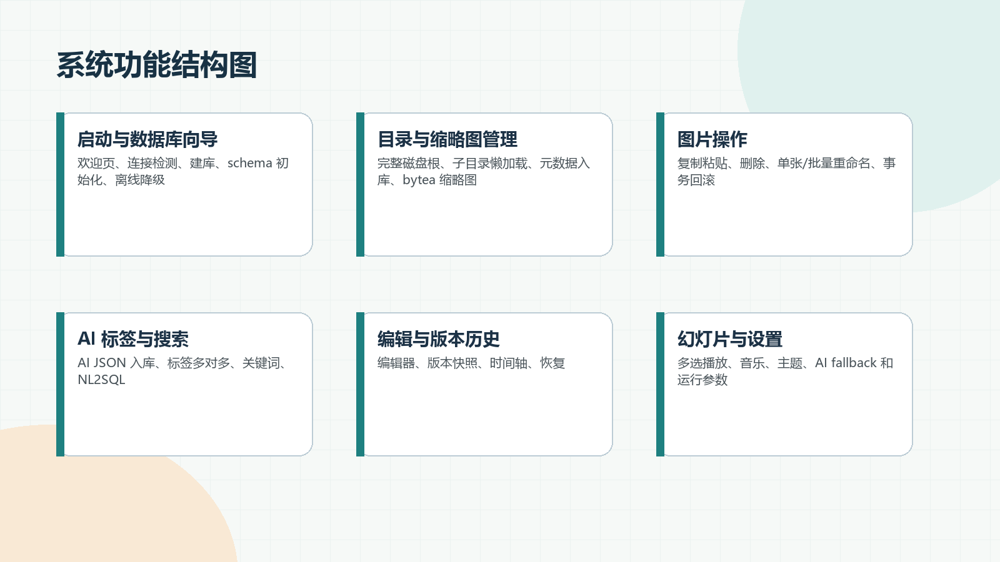 系统功能结构图
启动与数据库向导
欢迎页、连接检测、建库、schema 初
始化、离线降级
目录与缩略图管理
完整磁盘根、子目录懒加载、元数据入
库、bytea 缩略图
图片操作
复制粘贴、删除、单张/批量重命名、事
务回滚
AI 标签与搜索
AI JSON 入库、标签多对多、关键词、
NL2SQL
编辑与版本历史
编辑器、版本快照、时间轴、恢复
幻灯片与设置
多选播放、音乐、主题、AI fallback 和
运行参数